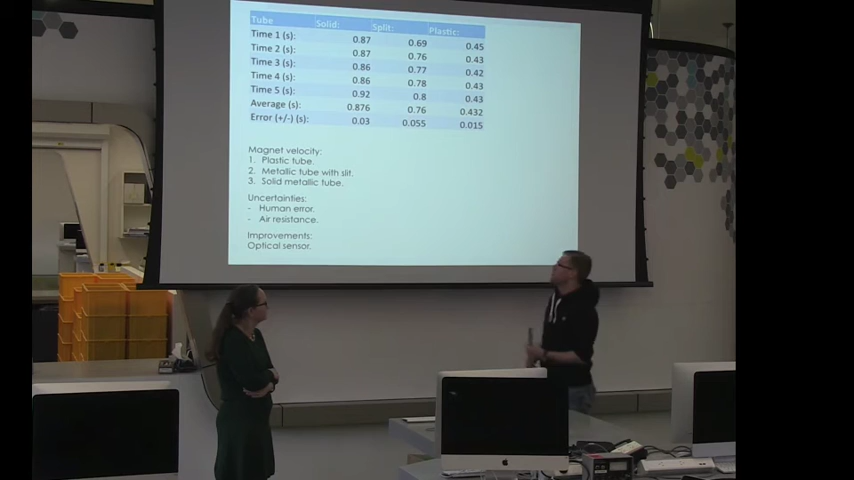 Tube Solid: Split: Plastic:
Time 1 (s): 0.87 0.69 0.45
Time 2 (s): 0.87 0.76 0.43
Time 3 (s): 0.86 0.77 0.42
Time 4 (s): 0.86 0.78 0.43
Time 5 (s): 0.92 0.8 0.43
Average (s): 0.876 0.76 0.432
Error (+/-) (s): 0.03 0.055 0.015
Magnet velocity:
1. Plastic tube.
2. Metallic tube with slit.
3. Solid metallic tube.
Uncertainties:
- Human error.
- Air resistance.
Improvements:
Optical sensor.